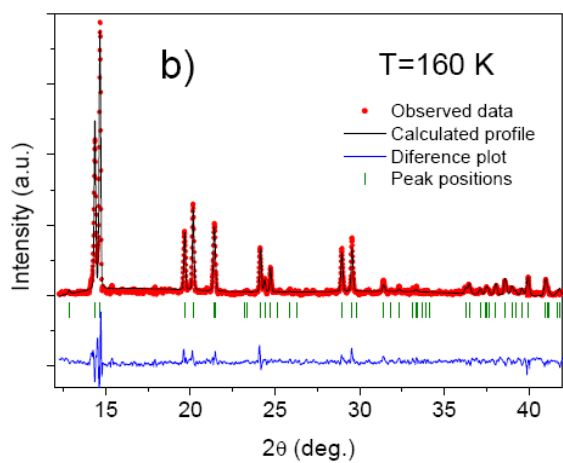 b)
T=160 K
Observed data
Calculated profile
Diference plot
Peak positions
Intensity (a.u.)
15 20 25 30 35 40
2θ (deg.)